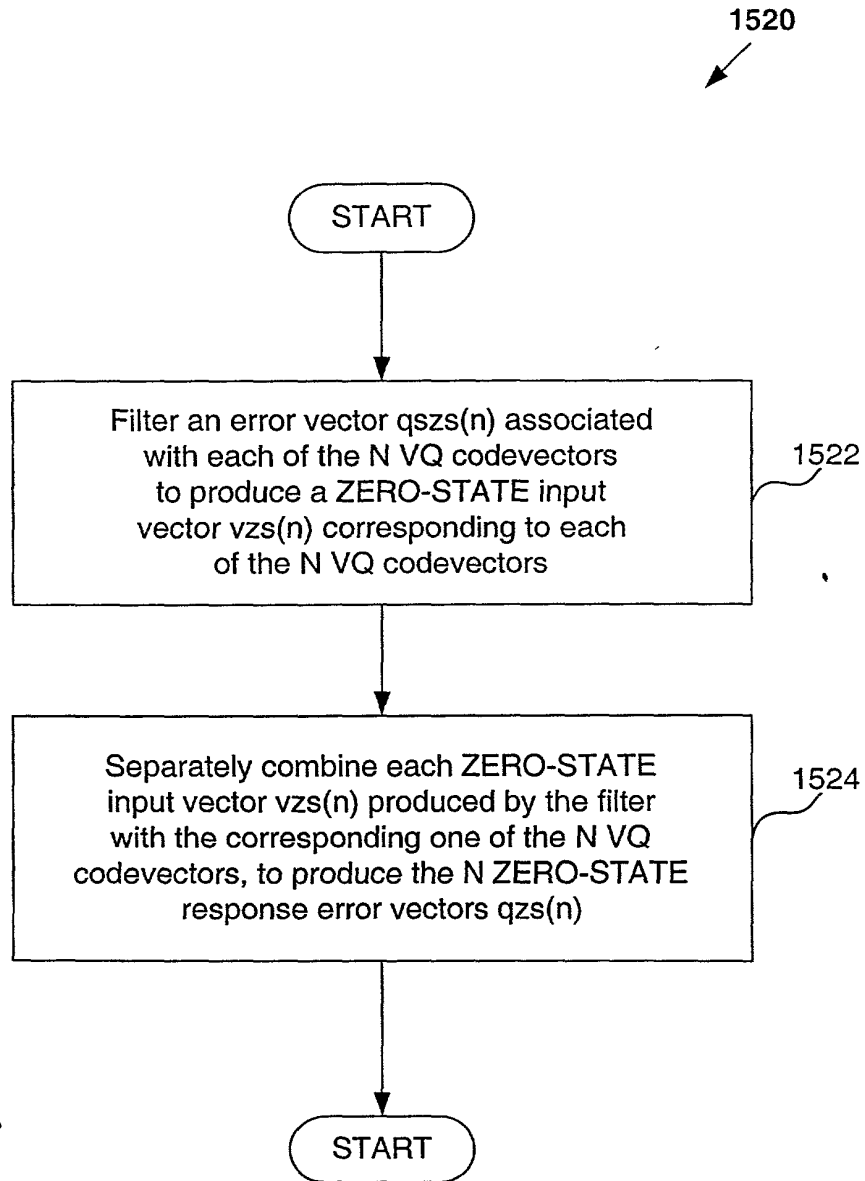 1520
START
Filter an error vector qszs(n) associated
with each of the N VQ codevectors
to produce a ZERO-STATE input
vector vzs(n) corresponding to each
of the N VQ codevectors
1522
Separately combine each ZERO-STATE
input vector vzs(n) produced by the filter
with the corresponding one of the N VQ
codevectors, to produce the N ZERO-STATE
response error vectors qzs(n)
1524
START